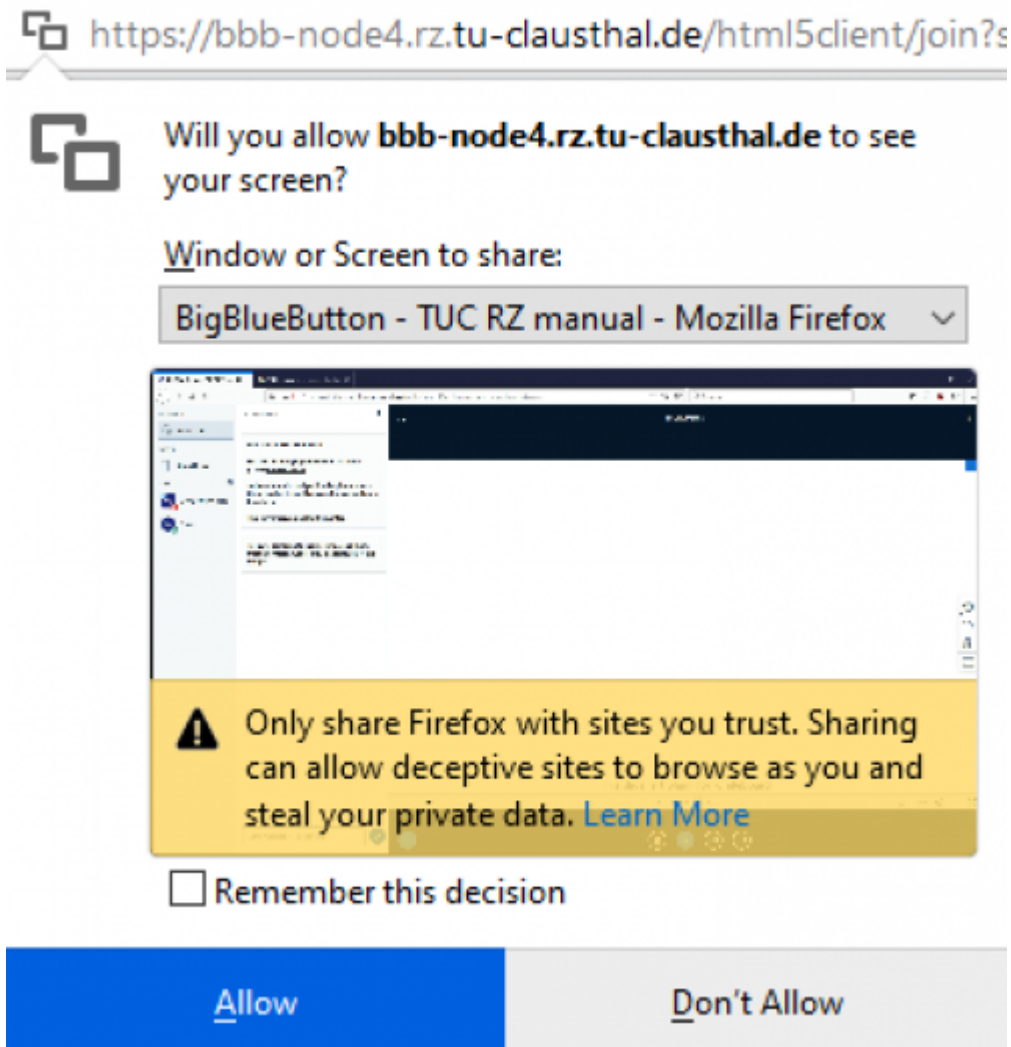 https://bbb-node4.rz.tu-clausthal.de/html5client/join?s
Will you allow bbb-node4.rz.tu-clausthal.de to see
your screen?
Window or Screen to share:
BigBlueButton - TUC RZ manual - Mozilla Firefox
Only share Firefox with sites you trust. Sharing
can allow deceptive sites to browse as you and
steal your private data. Learn More
Remember this decision
Allow
Don't Allow